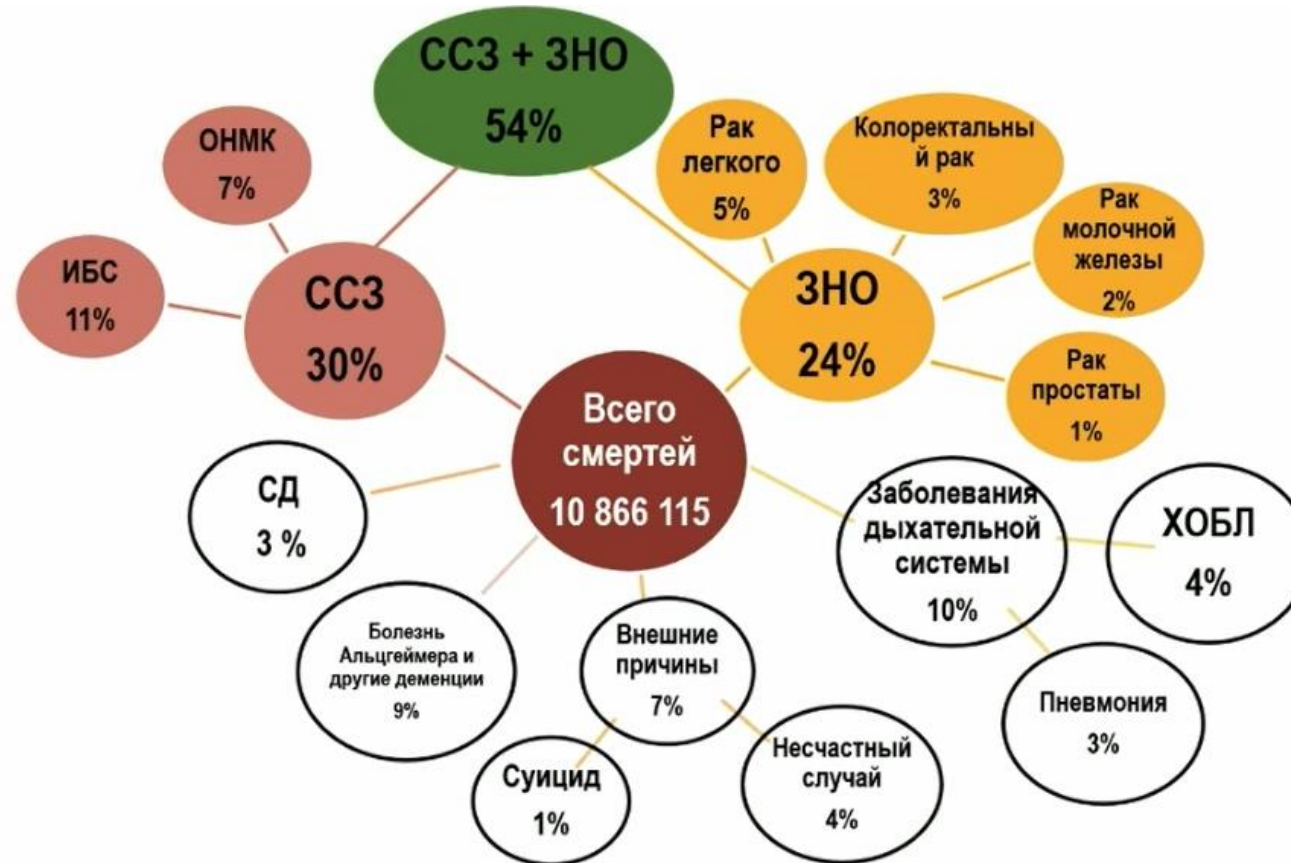 ССЗ + ЗНО
54%
ОНМК
7%
ИБС
11%
ССЗ
30%
Рак
легкого
5%
Колоректальны
й рак
3%
Рак
молочной
железы
2%
ЗНО
24%
Рак
простаты
1%
Всего
смертей
10 866 115
СД
3 %
Болезнь
Альцгеймера и
другие деменции
9%
Внешние
причины
7%
Суицид
1%
Несчастный
случай
4%
Заболевания
дыхательной
системы
10%
ХОБЛ
4%
Пневмония
3%